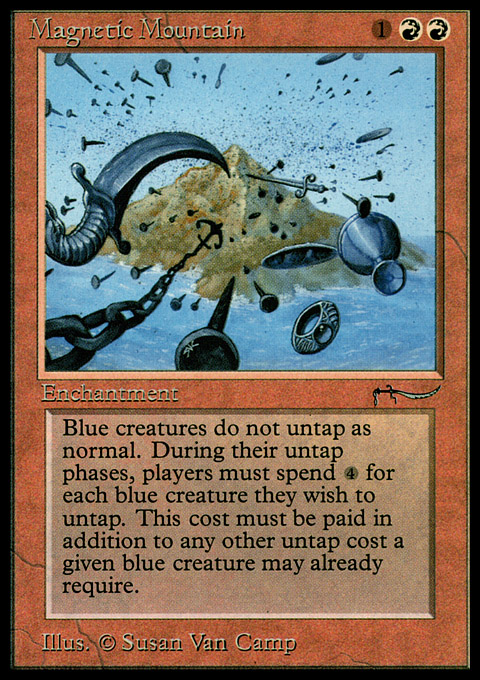 Magnetic Mountain 1
Enchantment
Blue creatures do not untap as
normal. During their untap
phases, players must spend 4 for
each blue creature they wish to
untap. This cost must be paid in
addition to any other untap cost a
given blue creature may already
require.
Illus. © Susan Van Camp